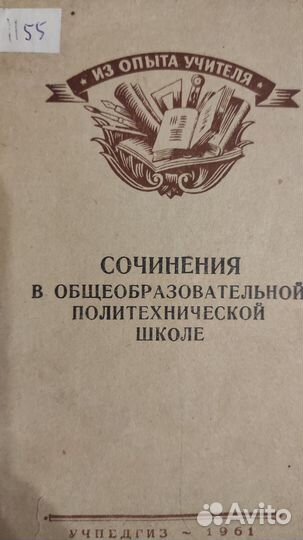 1155
★ ИЗ ОПЫТА УЧИТЕЛЯ ★
СОЧИНЕНИЯ
В ОБЩЕОБРАЗОВАТЕЛЬНОЙ
ПОЛИТЕХНИЧЕСКОЙ
ШКОЛЕ
УЧПЕДГИЗ ~ 1961
Avito